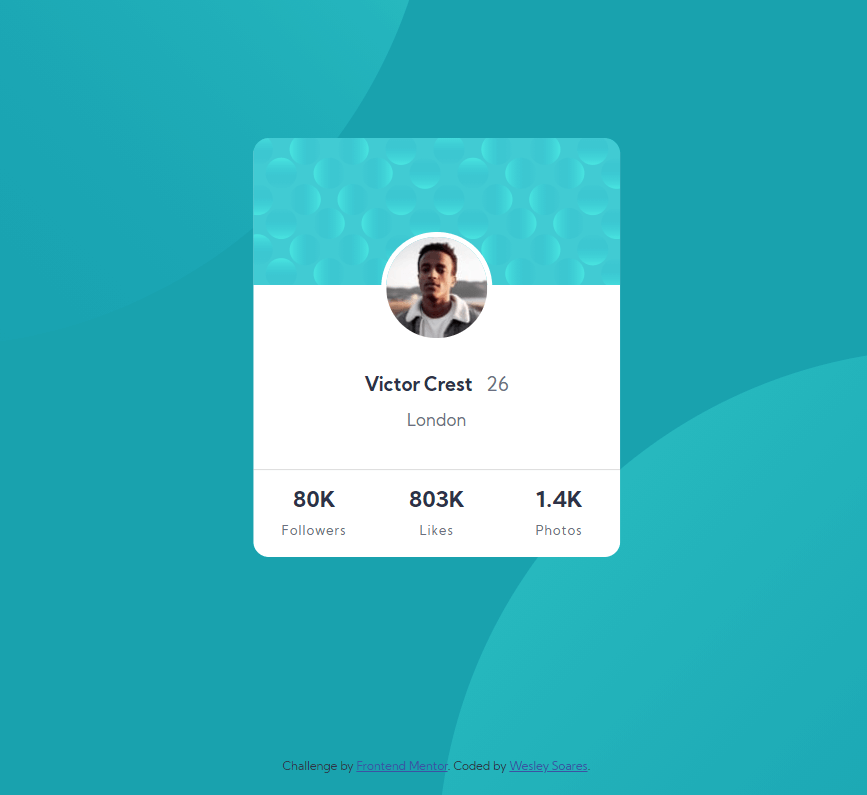 Victor Crest 26
London
80K 803K 1.4K
Followers Likes Photos
Challenge by Frontend Mentor. Coded by Wesley Soares.